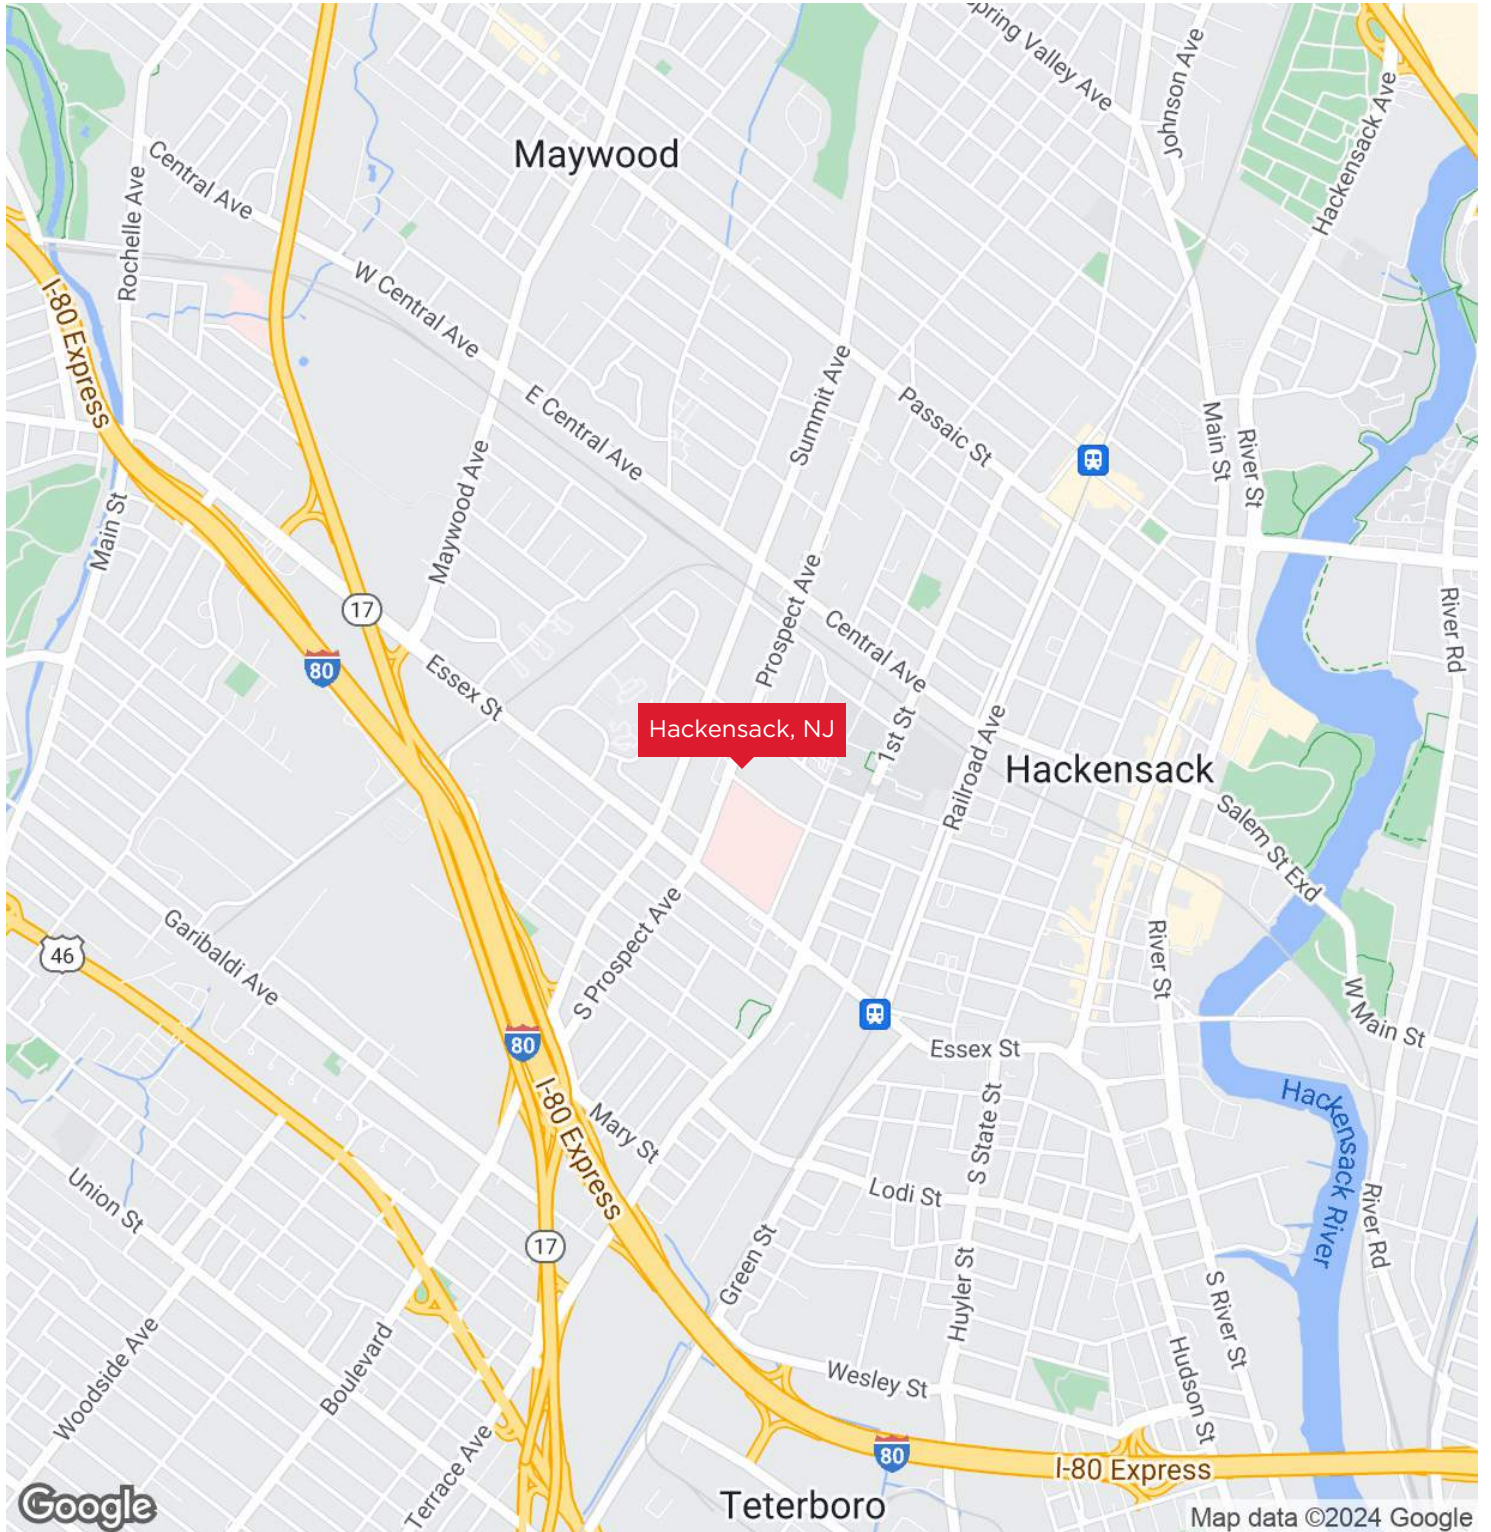 Spring Valley Ave
Johnson Ave
Hackensack Ave
Maywood
Central Ave
Rochelle Ave
W Central Ave
I-80 Express
E Central Ave
Summit Ave
Passaic St
Main St
River St
Maywood Ave
Main St
17
80
Prospect Ave
Central Ave
River Rd
Essex St
Hackensack, NJ
1st St
Railroad Ave
Hackensack
Salem St Exd
Garibaldi Ave
46
S Prospect Ave
River St
W Main St
80
Essex St
I-80 Express
Mary St
S State St
Hackensack River
Lodi St
River Rd
Union St
17
Green St
Huyler St
S River St
Woodside Ave
Boulevard
Wesley St
Hudson St
Terrace Ave
80
I-80 Express
Teterboro
Google
Map data ©2024 Google